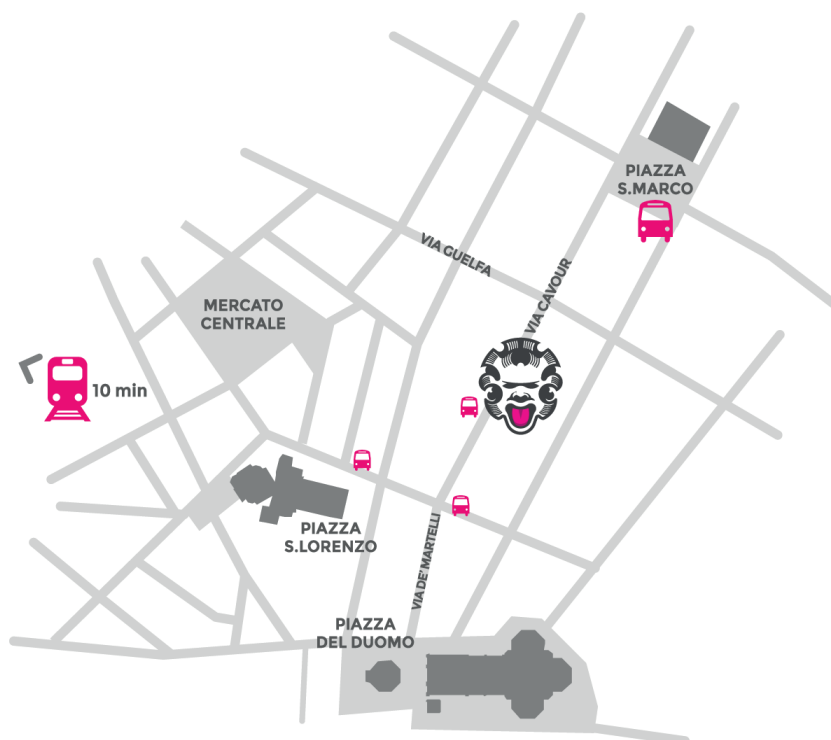 PIAZZA
S.MARCO
VIA GUELFA
VIA CAVOUR
MERCATO
CENTRALE
10 min
PIAZZA
S.LORENZO
VIA DE' MARTELLI
PIAZZA
DEL DUOMO